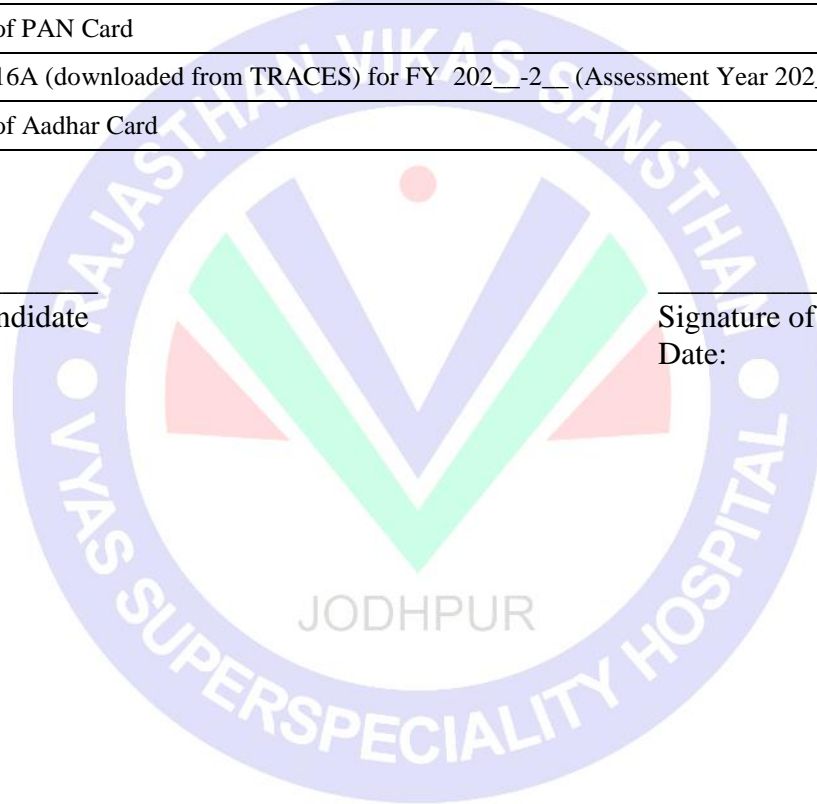 of PAN Card
16A (downloaded from TRACES) for FY 202__-2__ (Assessment Year 202_
of Aadhar Card
RAJASTHAN VIKAS SANSTHAN
ndidate
Signature of
Date:
JODHPUR
VYAS SUPERSPECIALITY HOSPITAL